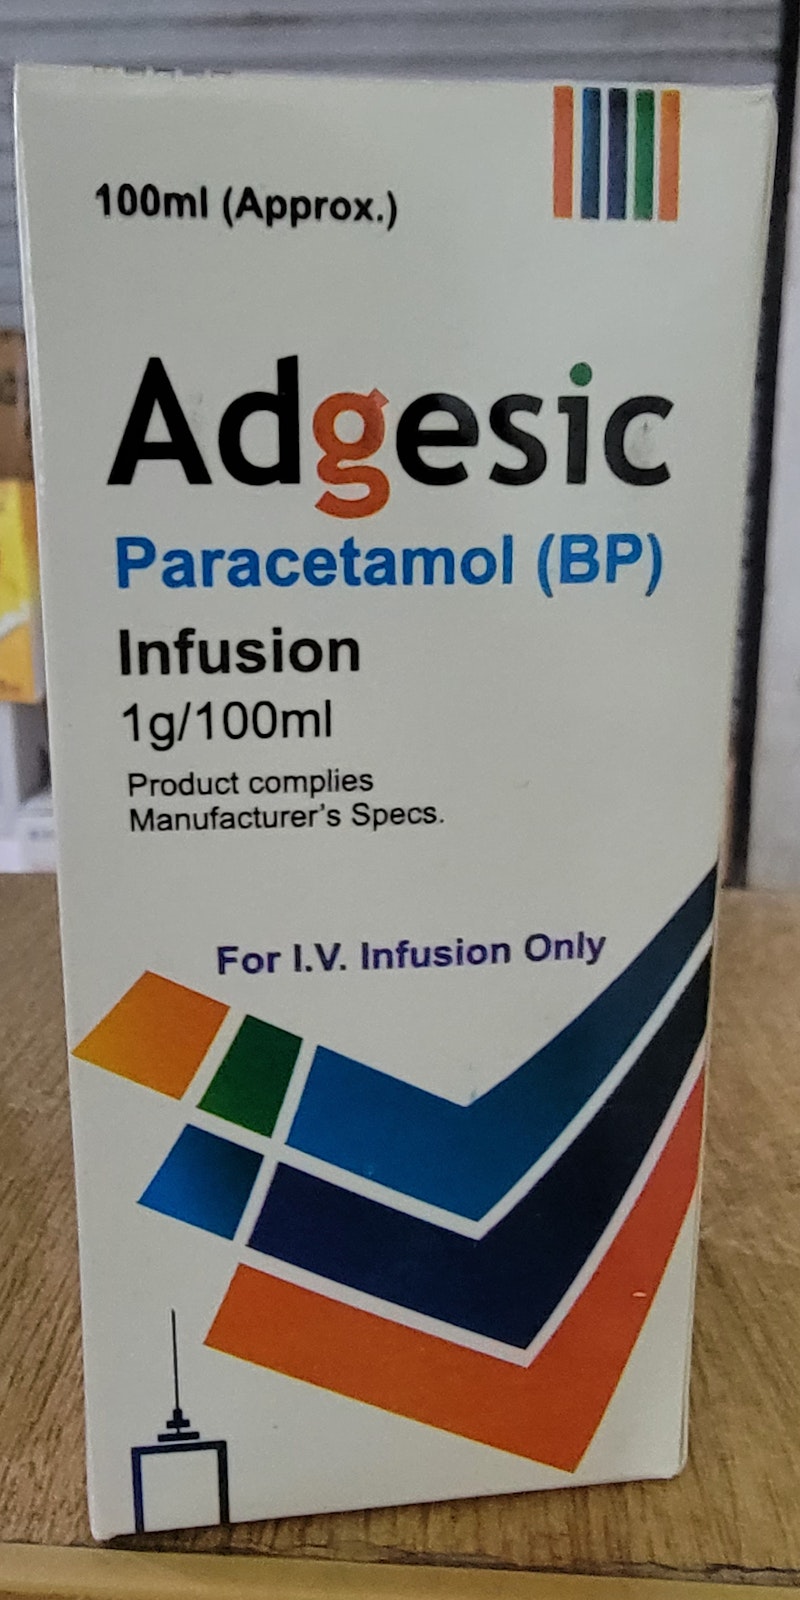 100ml (Approx.)
Adgesic
Paracetamol (BP)
Infusion
1g/100ml
Product complies
Manufacturer's Specs.
For I.V. Infusion Only